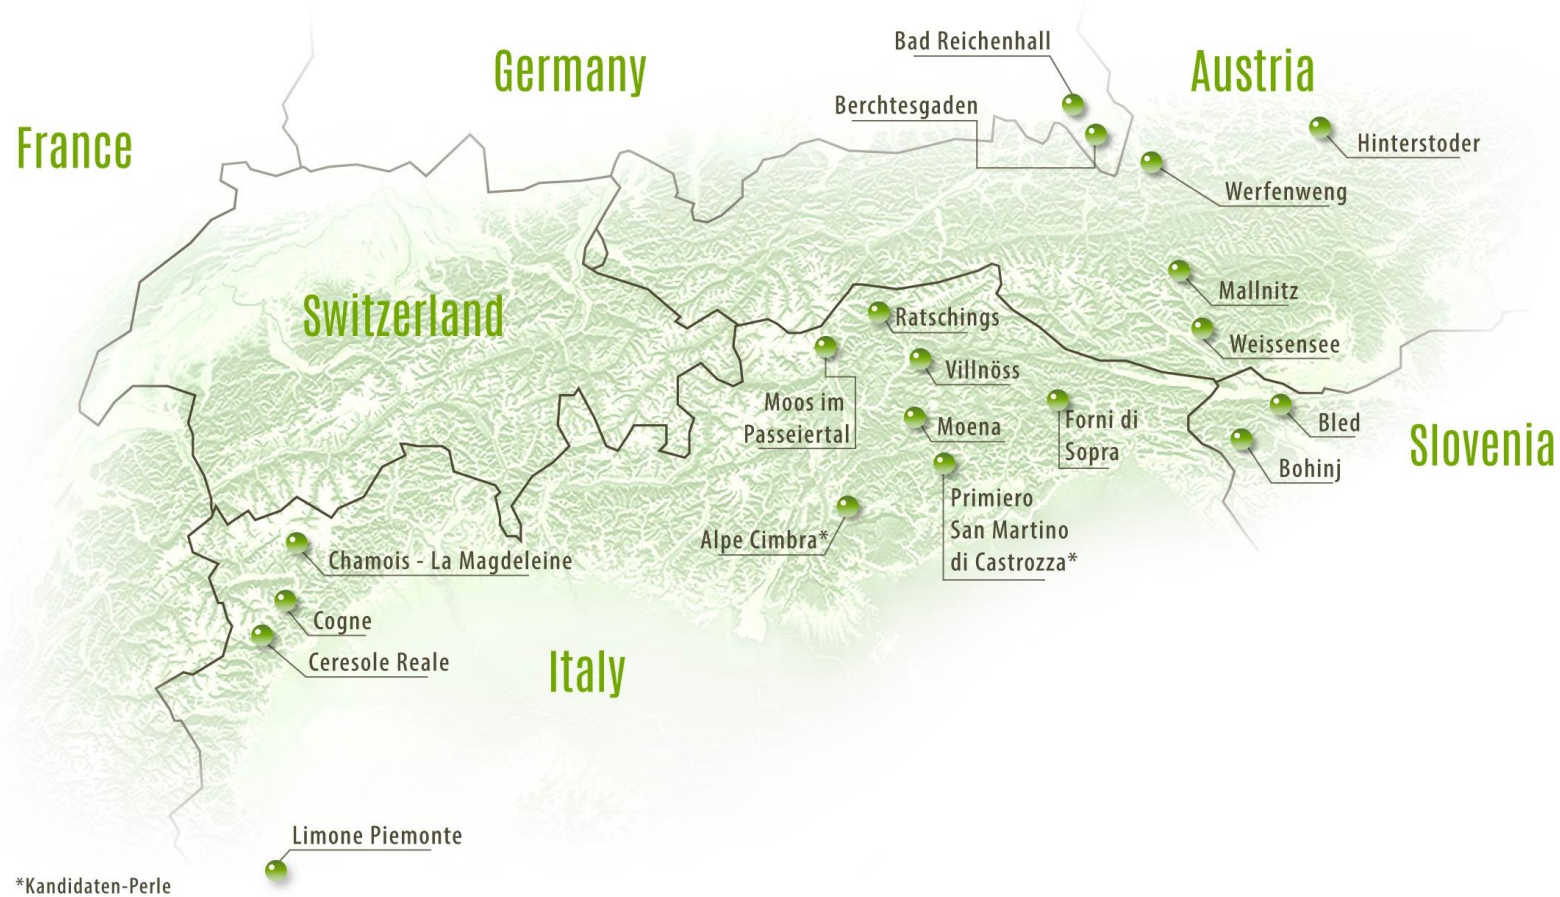 Bad Reichenhall
Germany
Austria
Berchtesgaden
France
Hinterstoder
Werfenweng
Mallnitz
Switzerland
Ratschings
Weissensee
Villnöss
Moos im
Passeiertal
Moena
Forni di
Sopra
Bled
Slovenia
Bohinj
Primiero
San Martino
di Castrozza*
Alpe Cimbra*
Chamois - La Magdeleine
Cogne
Ceresole Reale
Italy
Limone Piemonte
*Kandidaten-Perle